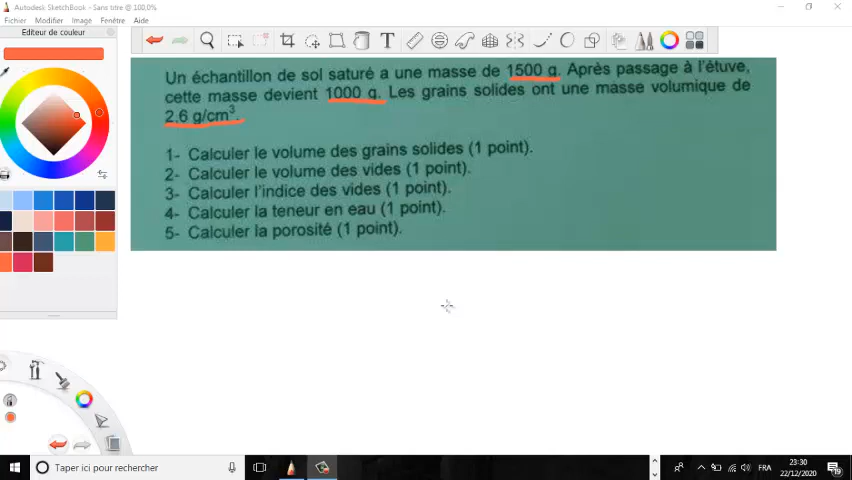 Autodesk SketchBook - Sans titre @ 100,0%
Fichier Modifier Image Fenêtre Aide
Editeur de couleur
Un échantillon de sol saturé a une masse de 1500 g. Après passage à l'étuve,
cette masse devient 1000 g. Les grains solides ont une masse volumique de
2,6 g/cm³.
1- Calculer le volume des grains solides (1 point).
2- Calculer le volume des vides (1 point).
3- Calculer l'indice des vides (1 point).
4- Calculer la teneur en eau (1 point).
5- Calculer la porosité (1 point).
Taper ici pour rechercher
FRA
23:30
22/12/2020
19